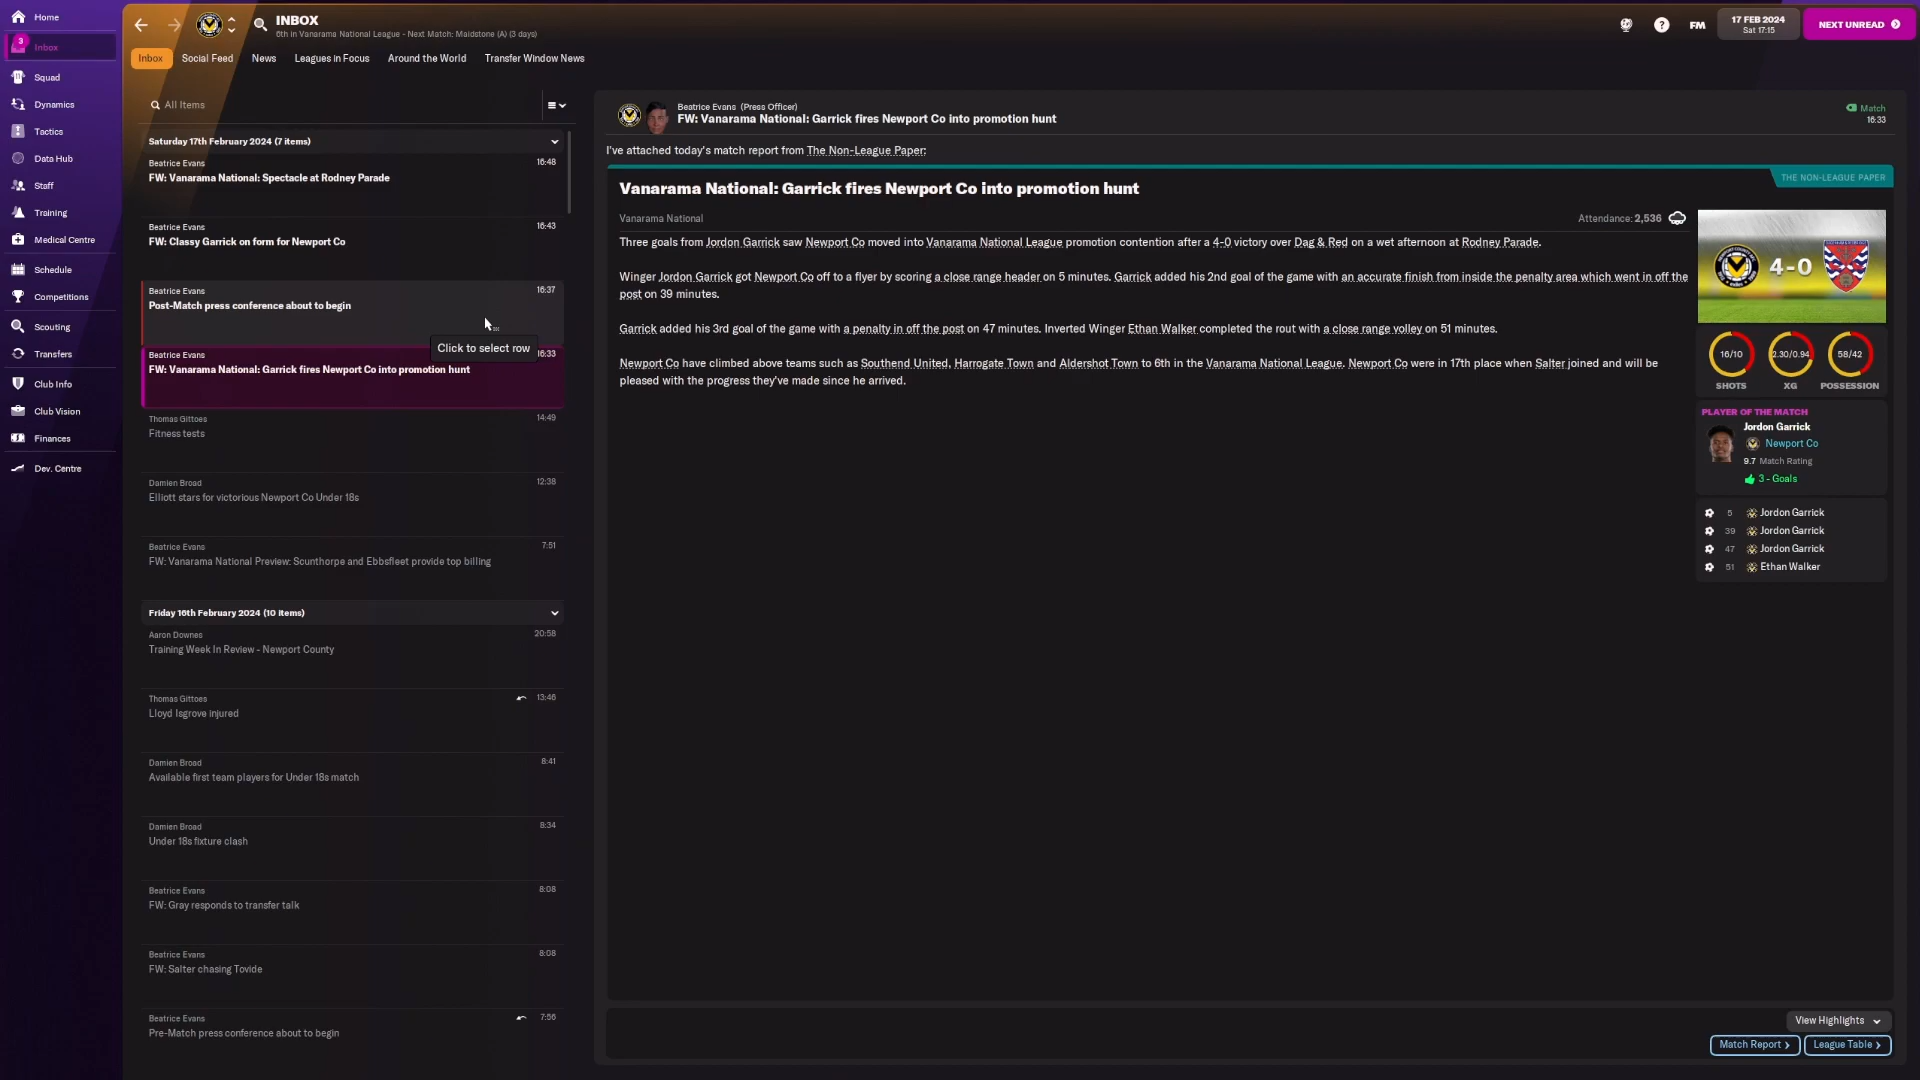 Home
3
Inbox
Squad
Dynamics
Tactics
Data Hub
Staff
Training
Medical Centre
Schedule
Competitions
Scouting
Transfers
Club Info
Club Vision
Finances
Dev. Centre
INBOX
6th in Vanarama National League - Next Match: Maidstone (A) (3 days)
FM
17 FEB 2024
Sat 17:15
NEXT UNREAD
Inbox
Social Feed
News
Leagues in Focus
Around the World
Transfer Window News
All Items
Saturday 17th February 2024 (7 items)
Beatrice Evans 16:48
FW: Vanarama National: Spectacle at Rodney Parade
Beatrice Evans 16:43
FW: Classy Garrick on form for Newport Co
Beatrice Evans 16:37
Post-Match press conference about to begin
Click to select row
Beatrice Evans 16:33
FW: Vanarama National: Garrick fires Newport Co into promotion hunt
Thomas Gittoes 14:49
Fitness tests
Damien Broad 12:38
Elliott stars for victorious Newport Co Under 18s
Beatrice Evans 7:51
FW: Vanarama National Preview: Scunthorpe and Ebbsfleet provide top billing
Friday 16th February 2024 (10 items)
Aaron Downes 20:58
Training Week In Review - Newport County
Thomas Gittoes 13:46
Lloyd Isgrove injured
Damien Broad 8:41
Available first team players for Under 18s match
Damien Broad 8:34
Under 18s fixture clash
Beatrice Evans 8:08
FW: Gray responds to transfer talk
Beatrice Evans 8:08
FW: Salter chasing Tovide
Beatrice Evans 7:56
Pre-Match press conference about to begin
Beatrice Evans (Press Officer)
FW: Vanarama National: Garrick fires Newport Co into promotion hunt
Match
16:33
I've attached today's match report from The Non-League Paper:
THE NON-LEAGUE PAPER
Vanarama National: Garrick fires Newport Co into promotion hunt
Vanarama National
Attendance: 2,536
Three goals from Jordon Garrick saw Newport Co moved into Vanarama National League promotion contention after a 4-0 victory over Dag & Red on a wet afternoon at Rodney Parade.
Winger Jordon Garrick got Newport Co off to a flyer by scoring a close range header on 5 minutes. Garrick added his 2nd goal of the game with an accurate finish from inside the penalty area which went in off the
post on 39 minutes.
Garrick added his 3rd goal of the game with a penalty in off the post on 47 minutes. Inverted Winger Ethan Walker completed the rout with a close range volley on 51 minutes.
Newport Co have climbed above teams such as Southend United, Harrogate Town and Aldershot Town to 6th in the Vanarama National League. Newport Co were in 17th place when Salter joined and will be
pleased with the progress they've made since he arrived.
4-0
16/10
2.30/0.94
58/42
SHOTS
XG
POSSESSION
PLAYER OF THE MATCH
Jordon Garrick
Newport Co
9.7 Match Rating
3 - Goals
5 Jordon Garrick
39 Jordon Garrick
47 Jordon Garrick
51 Ethan Walker
View Highlights
Match Report
League Table